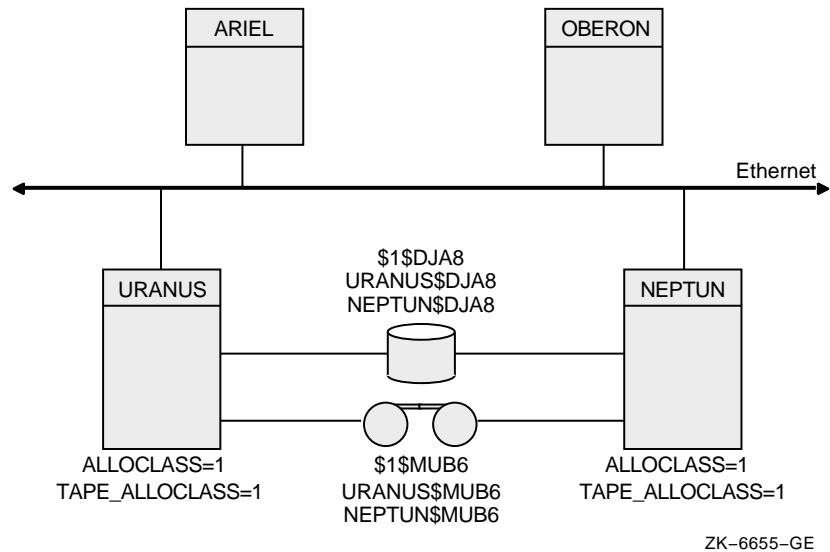 ARIEL
OBERON
Ethernet
URANUS
$1$DJA8
URANUS$DJA8
NEPTUN$DJA8
NEPTUN
ALLOCLASS=1
TAPE_ALLOCLASS=1
$1$MUB6
URANUS$MUB6
NEPTUN$MUB6
ALLOCLASS=1
TAPE_ALLOCLASS=1
ZK−6655−GE